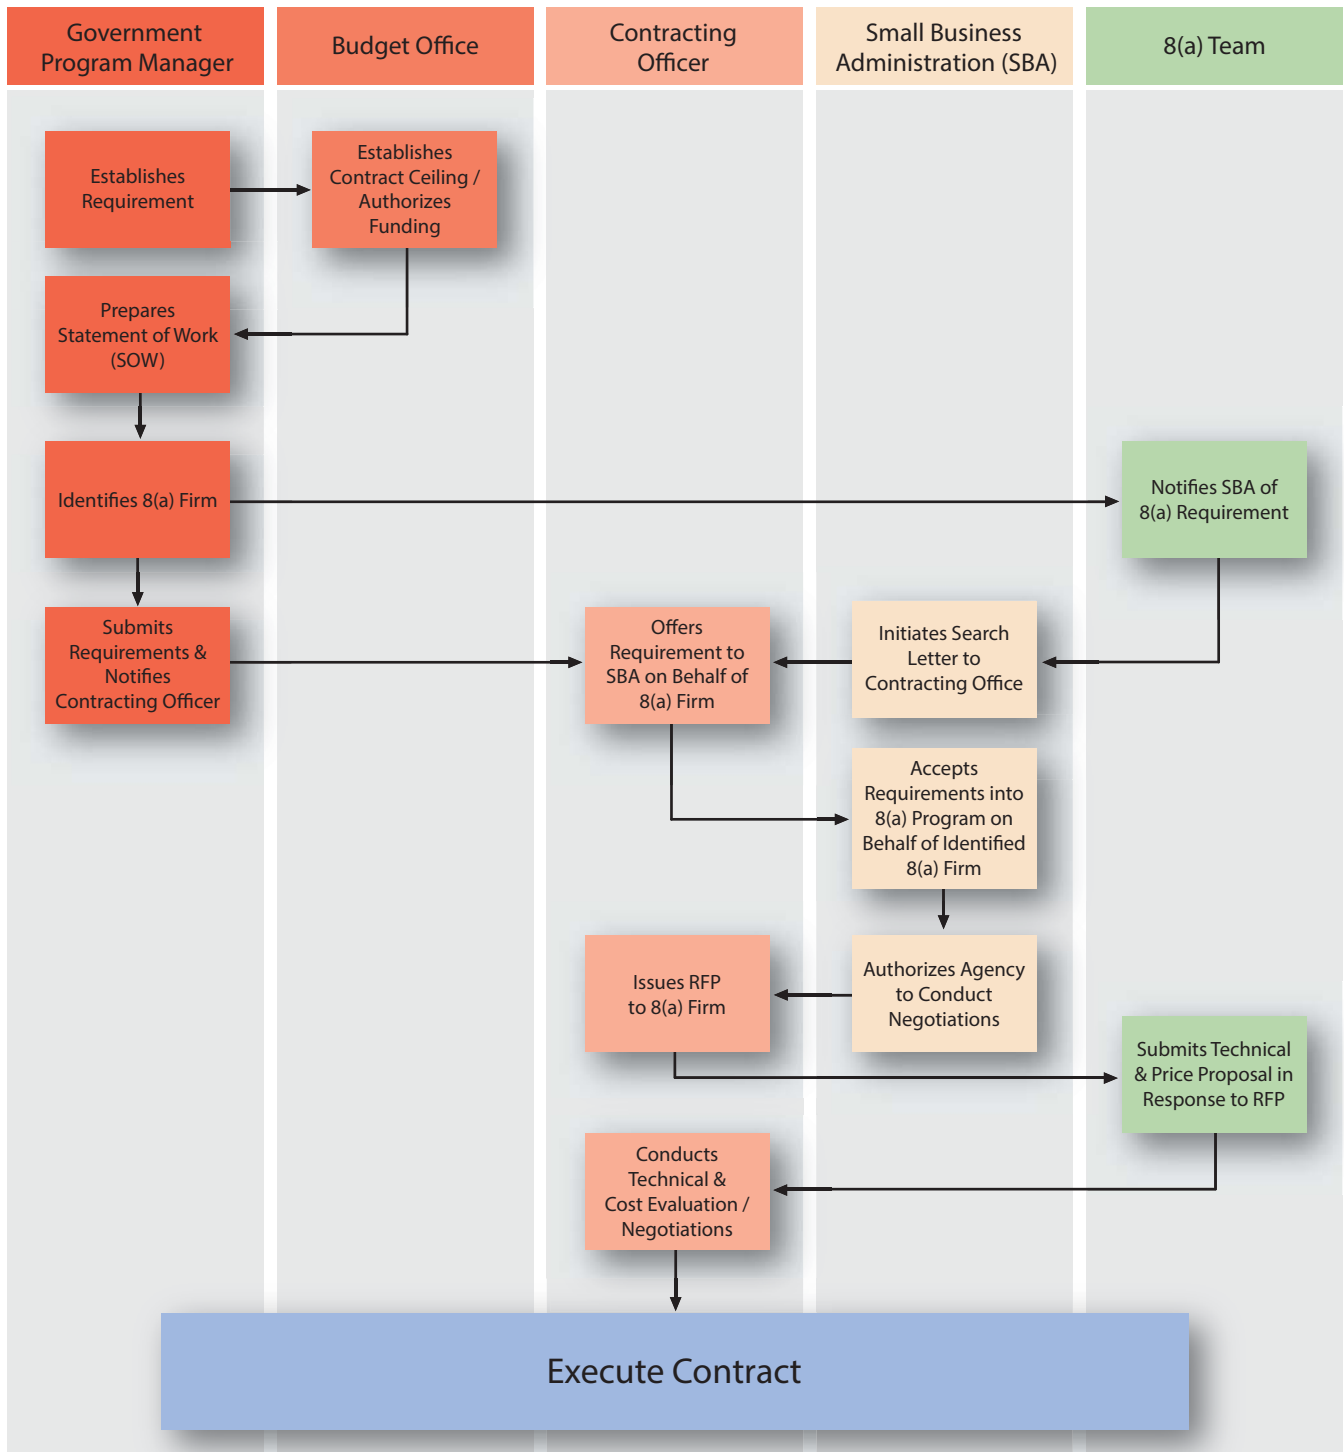 Government
Program Manager
Budget Office
Contracting
Officer
Small Business
Administration (SBA)
8(a) Team
Establishes
Requirement
Establishes
Contract Ceiling /
Authorizes
Funding
Prepares
Statement of Work
(SOW)
Identifies 8(a) Firm
Notifies SBA of
8(a) Requirement
Submits
Requirements &
Notifies
Contracting Officer
Offers
Requirement to
SBA on Behalf of
8(a) Firm
Initiates Search
Letter to
Contracting Office
Accepts
Requirements into
8(a) Program on
Behalf of Identified
8(a) Firm
Issues RFP
to 8(a) Firm
Authorizes Agency
to Conduct
Negotiations
Submits Technical
& Price Proposal in
Response to RFP
Conducts
Technical &
Cost Evaluation /
Negotiations
Execute Contract